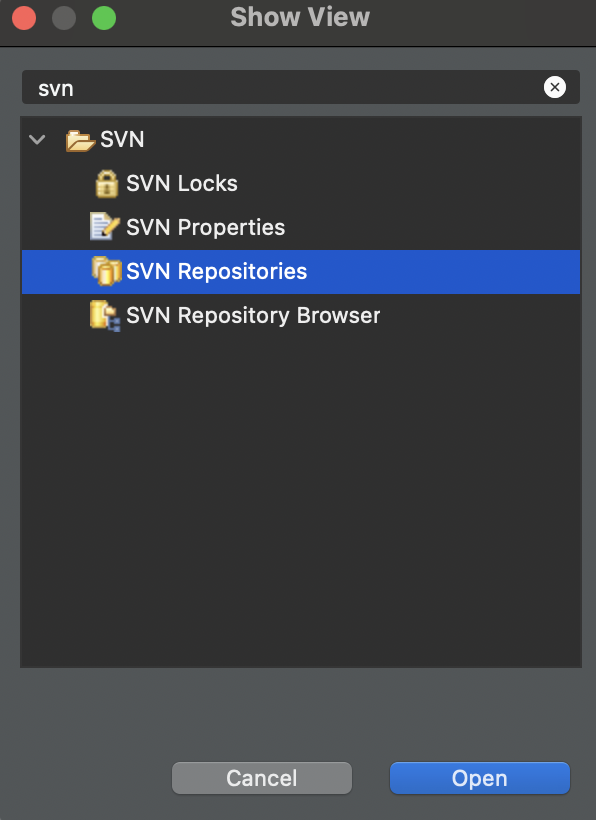 Show View
svn
SVN
SVN Locks
SVN Properties
SVN Repositories
SVN Repository Browser
Cancel
Open